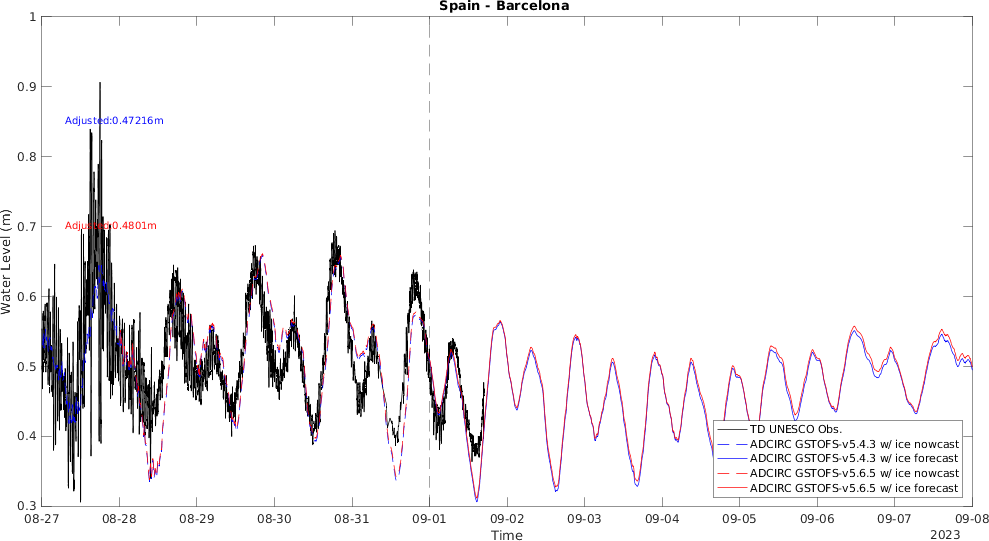 Spain - Barcelona
1
0.9
Adjusted:0.47216m
0.8
0.7
Adjusted:0.4801m
Water Level (m)
0.6
0.5
0.4
0.3
TD UNESCO Obs.
ADCIRC GSTOFS-v5.4.3 w/ ice nowcast
ADCIRC GSTOFS-v5.4.3 w/ ice forecast
ADCIRC GSTOFS-v5.6.5 w/ ice nowcast
ADCIRC GSTOFS-v5.6.5 w/ ice forecast
08-27 08-28 08-29 08-30 08-31 09-01 09-02 09-03 09-04 09-05 09-06 09-07 09-08
Time
2023